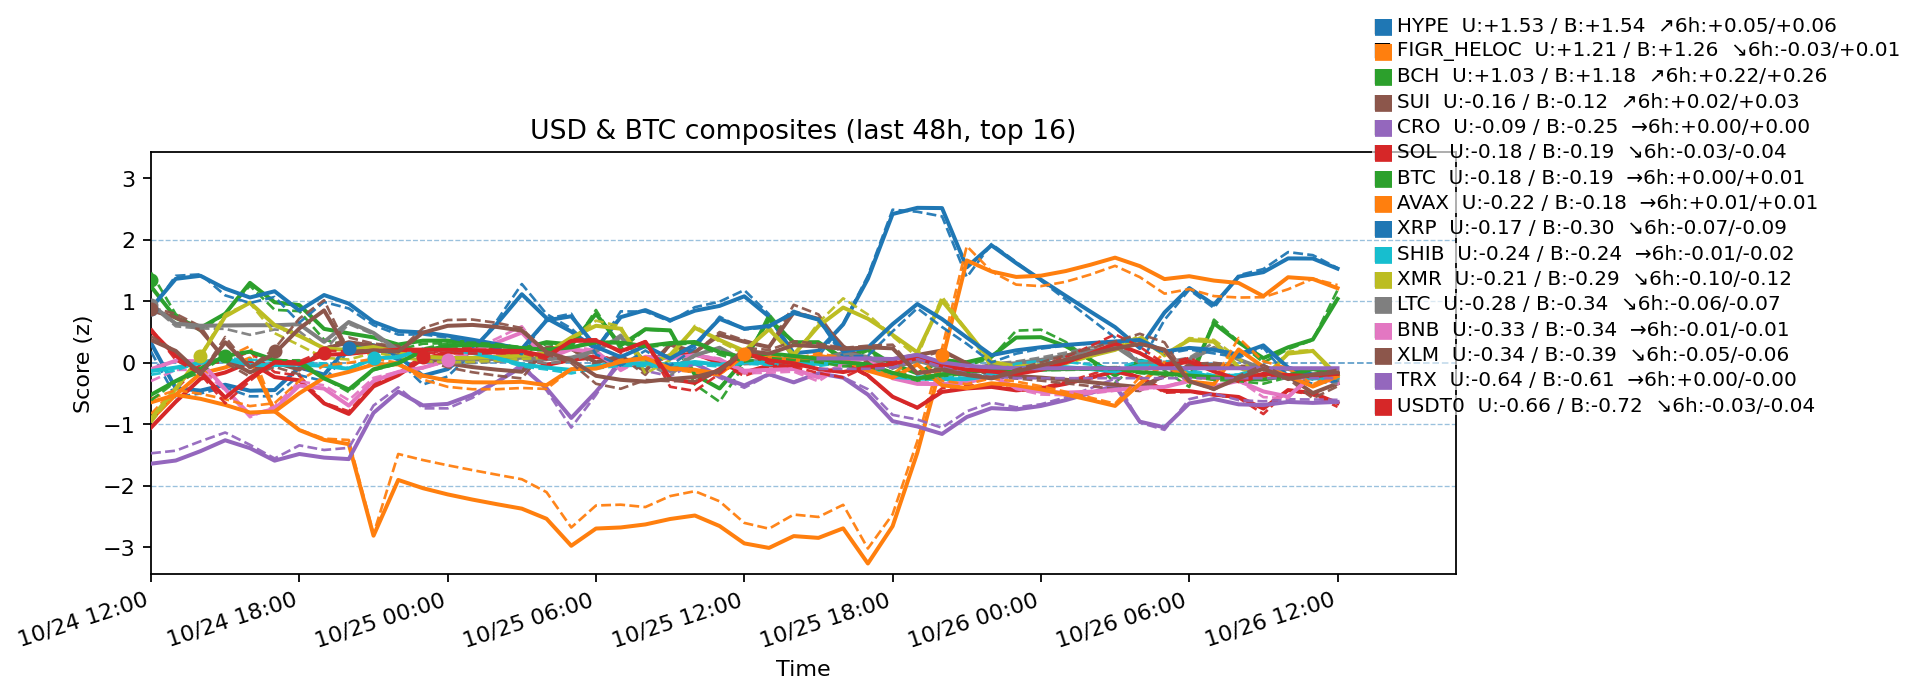 HYPE U:+1.53 / B:+1.54 ↗6h:+0.05/+0.06
FIGR_HELOC U:+1.21 / B:+1.26 ↘6h:-0.03/+0.01
BCH U:+1.03 / B:+1.18 ↗6h:+0.22/+0.26
SUI U:-0.16 / B:-0.12 ↗6h:+0.02/+0.03
CRO U:-0.09 / B:-0.25 →6h:+0.00/+0.00
SOL U:-0.18 / B:-0.19 ↘6h:-0.03/-0.04
BTC U:-0.18 / B:-0.19 →6h:+0.00/+0.01
AVAX U:-0.22 / B:-0.18 →6h:+0.01/+0.01
XRP U:-0.17 / B:-0.30 ↘6h:-0.07/-0.09
SHIB U:-0.24 / B:-0.24 →6h:-0.01/-0.02
XMR U:-0.21 / B:-0.29 ↘6h:-0.10/-0.12
LTC U:-0.28 / B:-0.34 ↘6h:-0.06/-0.07
BNB U:-0.33 / B:-0.34 →6h:-0.01/-0.01
XLM U:-0.34 / B:-0.39 ↘6h:-0.05/-0.06
TRX U:-0.64 / B:-0.61 →6h:+0.00/-0.00
USDT0 U:-0.66 / B:-0.72 ↘6h:-0.03/-0.04
USD & BTC composites (last 48h, top 16)
Score (z)
3
2
1
0
−1
−2
−3
10/24 12:00
10/24 18:00
10/25 00:00
10/25 06:00
10/25 12:00
10/25 18:00
10/26 00:00
10/26 06:00
10/26 12:00
Time